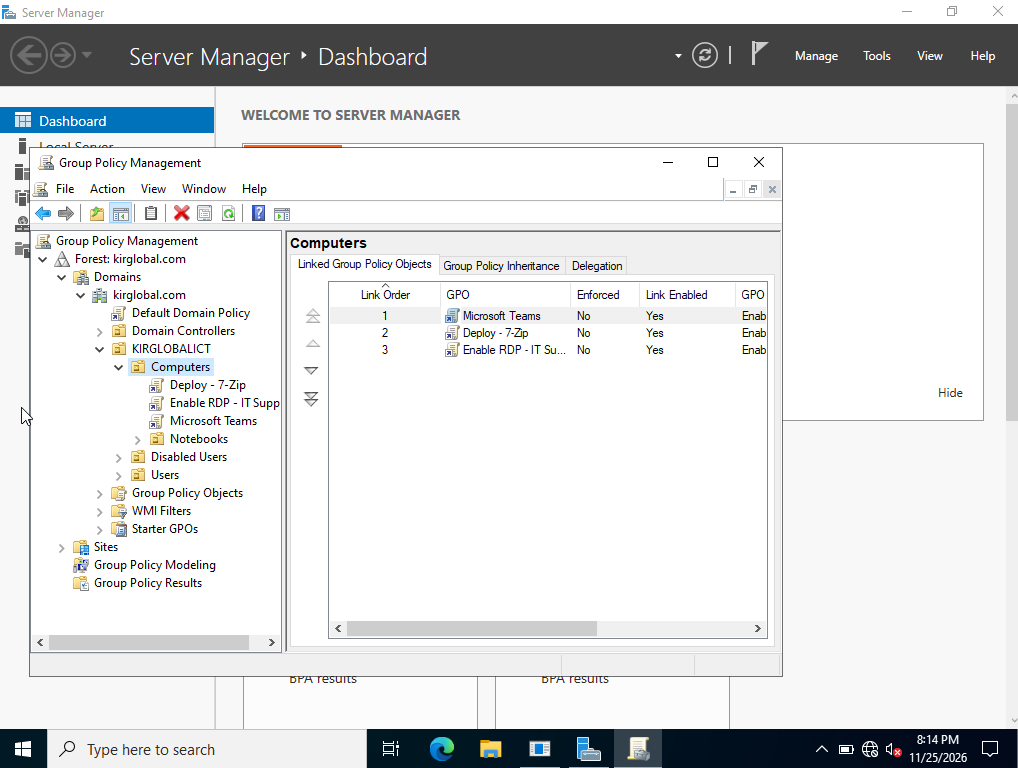 Server Manager
Server Manager • Dashboard
Manage Tools View Help
Dashboard
Local Server
WELCOME TO SERVER MANAGER
Group Policy Management
File Action View Window Help
Group Policy Management
Forest: kirglobal.com
Domains
kirglobal.com
Default Domain Policy
Domain Controllers
KIRGLOBALICT
Computers
Deploy - 7-Zip
Enable RDP - IT Supp
Microsoft Teams
Notebooks
Disabled Users
Users
Group Policy Objects
WMI Filters
Starter GPOs
Sites
Group Policy Modeling
Group Policy Results
Computers
Linked Group Policy Objects Group Policy Inheritance Delegation
Link Order GPO Enforced Link Enabled GPO
1 Microsoft Teams No Yes Enab
2 Deploy - 7-Zip No Yes Enab
3 Enable RDP - IT Su... No Yes Enab
Hide
BPA results BPA results
Type here to search
8:14 PM
11/25/2026